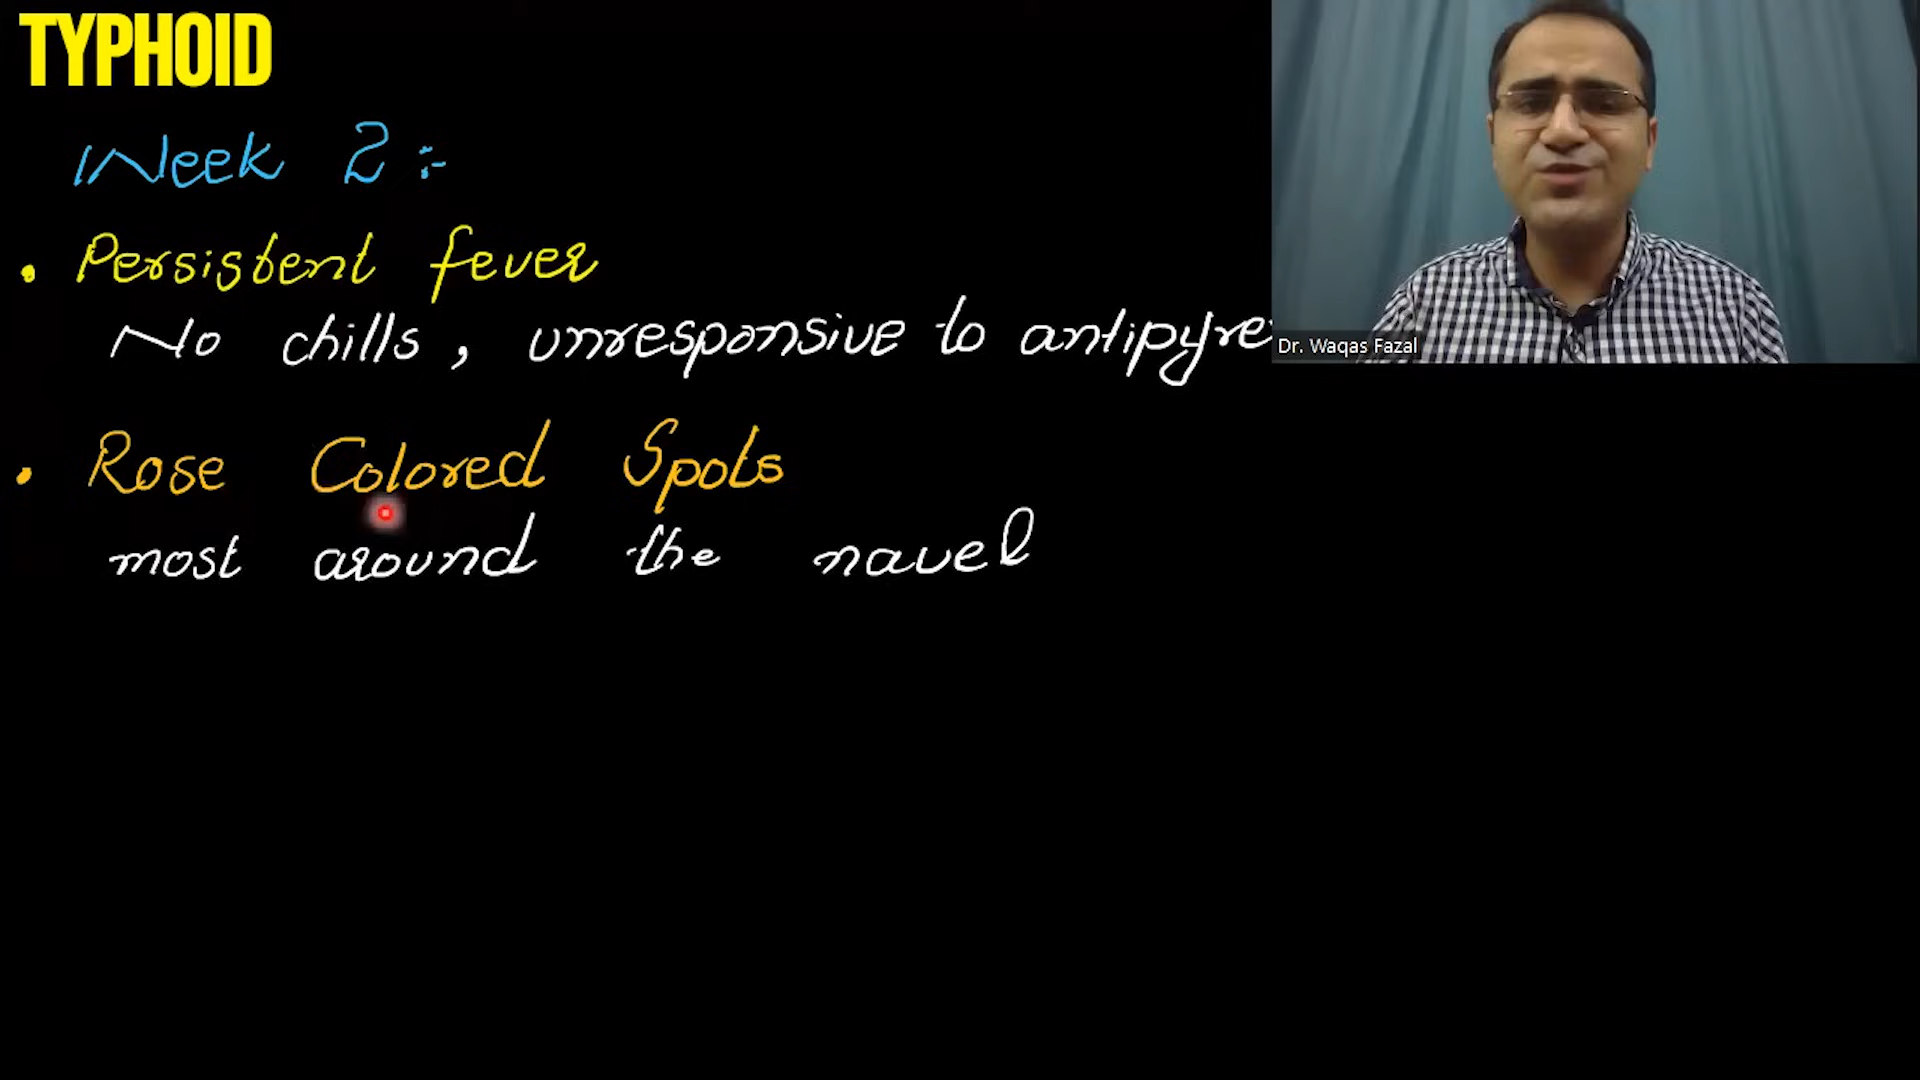 TYPHOID
Week 2:-
• Persistent fever
No chills, unresponsive to antipyre
Dr. Waqas Fazal
• Rose Colored Spots
most around the navel